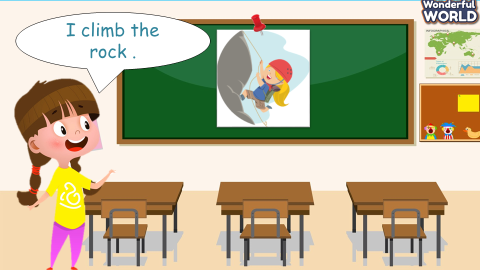 I climb the
rock .
Wonderful
WORLD